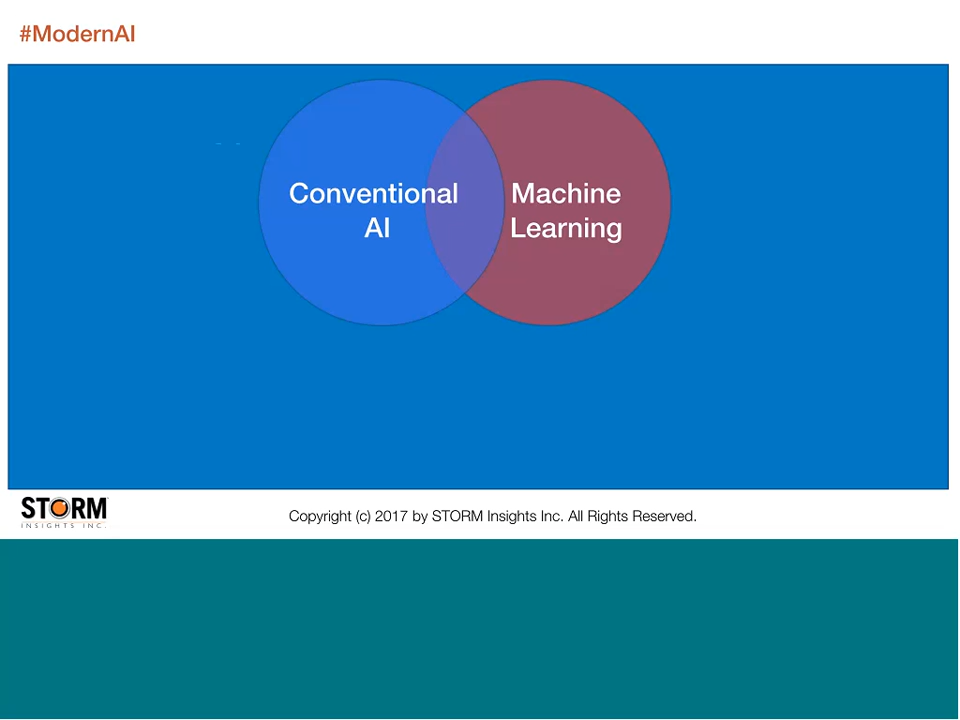 #ModernAI
Conventional
AI
Machine
Learning
STORM
INSIGHTS INC.
Copyright (c) 2017 by STORM Insights Inc. All Rights Reserved.